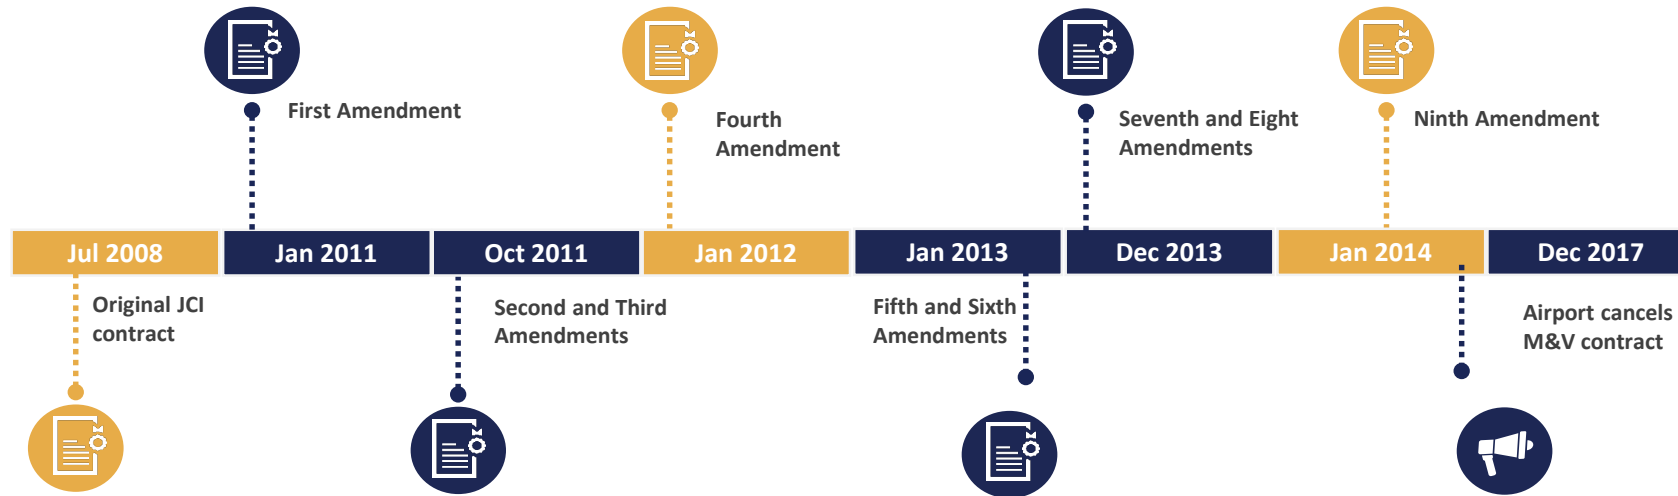 First Amendment
Fourth
Amendment
Seventh and Eight
Amendments
Ninth Amendment
Jul 2008
Jan 2011
Oct 2011
Jan 2012
Jan 2013
Dec 2013
Jan 2014
Dec 2017
Original JCI
contract
Second and Third
Amendments
Fifth and Sixth
Amendments
Airport cancels
M&V contract